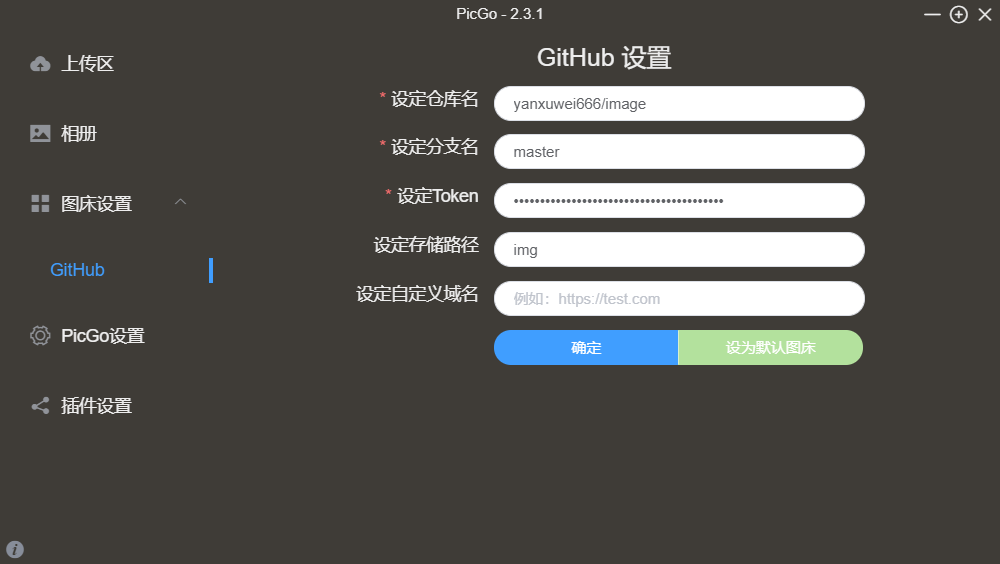 PicGo - 2.3.1
上传区
相册
图床设置
GitHub
PicGo设置
插件设置
GitHub 设置
* 设定仓库名 yanxuwei666/image
* 设定分支名 master
* 设定Token ••••••••••••••••••••••••••••••••••••••••
设定存储路径 img
设定自定义域名 例如：https://test.com
确定 设为默认图床